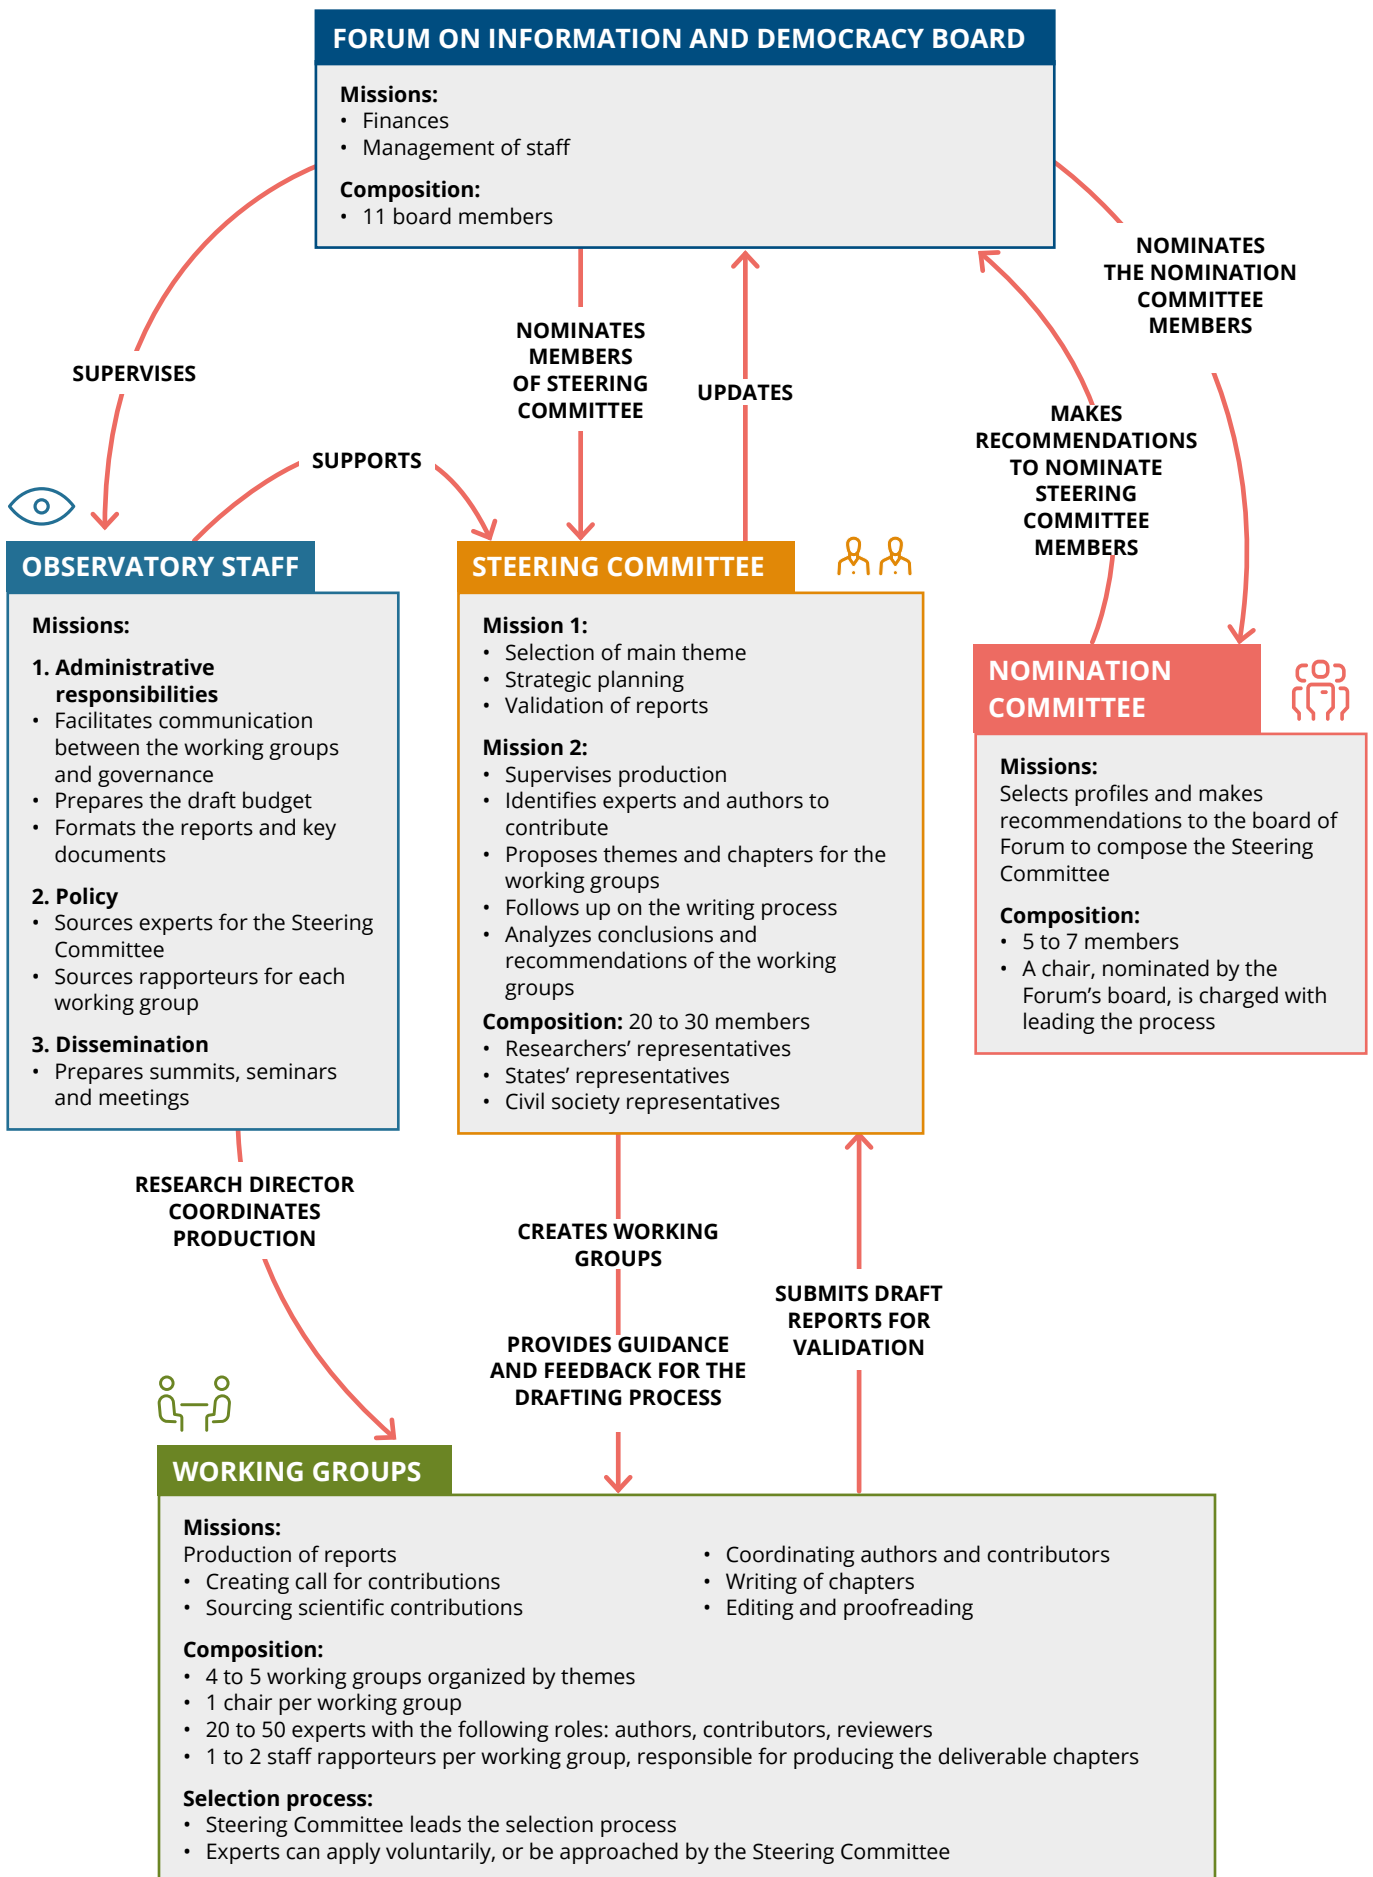 FORUM ON INFORMATION AND DEMOCRACY BOARD
Missions:
• Finances
• Management of staff
Composition:
• 11 board members
NOMINATES
THE NOMINATION
COMMITTEE
MEMBERS
SUPERVISES
NOMINATES
MEMBERS
OF STEERING
COMMITTEE
UPDATES
MAKES
RECOMMENDATIONS
TO NOMINATE
STEERING
COMMITTEE
MEMBERS
SUPPORTS
OBSERVATORY STAFF
Missions:
1. Administrative
responsibilities
• Facilitates communication
between the working groups
and governance
• Prepares the draft budget
• Formats the reports and key
documents
2. Policy
• Sources experts for the Steering
Committee
• Sources rapporteurs for each
working group
3. Dissemination
• Prepares summits, seminars
and meetings
STEERING COMMITTEE
Mission 1:
• Selection of main theme
• Strategic planning
• Validation of reports
Mission 2:
• Supervises production
• Identifies experts and authors to
contribute
• Proposes themes and chapters for the
working groups
• Follows up on the writing process
• Analyzes conclusions and
recommendations of the working
groups
Composition: 20 to 30 members
• Researchers’ representatives
• States’ representatives
• Civil society representatives
NOMINATION
COMMITTEE
Missions:
Selects profiles and makes
recommendations to the board of
Forum to compose the Steering
Committee
Composition:
• 5 to 7 members
• A chair, nominated by the
Forum’s board, is charged with
leading the process
RESEARCH DIRECTOR
COORDINATES
PRODUCTION
CREATES WORKING
GROUPS
PROVIDES GUIDANCE
AND FEEDBACK FOR THE
DRAFTING PROCESS
SUBMITS DRAFT
REPORTS FOR
VALIDATION
WORKING GROUPS
Missions:
Production of reports
• Creating call for contributions
• Sourcing scientific contributions
• Coordinating authors and contributors
• Writing of chapters
• Editing and proofreading
Composition:
• 4 to 5 working groups organized by themes
• 1 chair per working group
• 20 to 50 experts with the following roles: authors, contributors, reviewers
• 1 to 2 staff rapporteurs per working group, responsible for producing the deliverable chapters
Selection process:
• Steering Committee leads the selection process
• Experts can apply voluntarily, or be approached by the Steering Committee